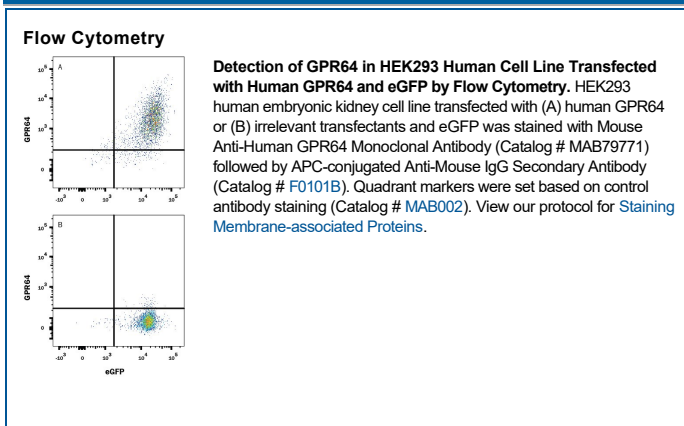 Flow Cytometry
Detection of GPR64 in HEK293 Human Cell Line Transfected
with Human GPR64 and eGFP by Flow Cytometry. HEK293
human embryonic kidney cell line transfected with (A) human GPR64
or (B) irrelevant transfectants and eGFP was stained with Mouse
Anti-Human GPR64 Monoclonal Antibody (Catalog # MAB79771)
followed by APC-conjugated Anti-Mouse IgG Secondary Antibody
(Catalog # F0101B). Quadrant markers were set based on control
antibody staining (Catalog # MAB002). View our protocol for Staining
Membrane-associated Proteins.
A
GPR64
0
0
B
GPR64
0
0
eGFP